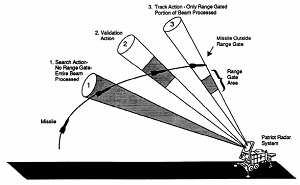 3. Track Action - Only Range Gated
Portion of Beam Processed
2. Validation
Action
Missile Outside
Range Gate
1. Search Action-
No Range Gate-
Entire Beam
Processed
3
2
1
Range
Gate
Area
Missile
Patriot Radar
System